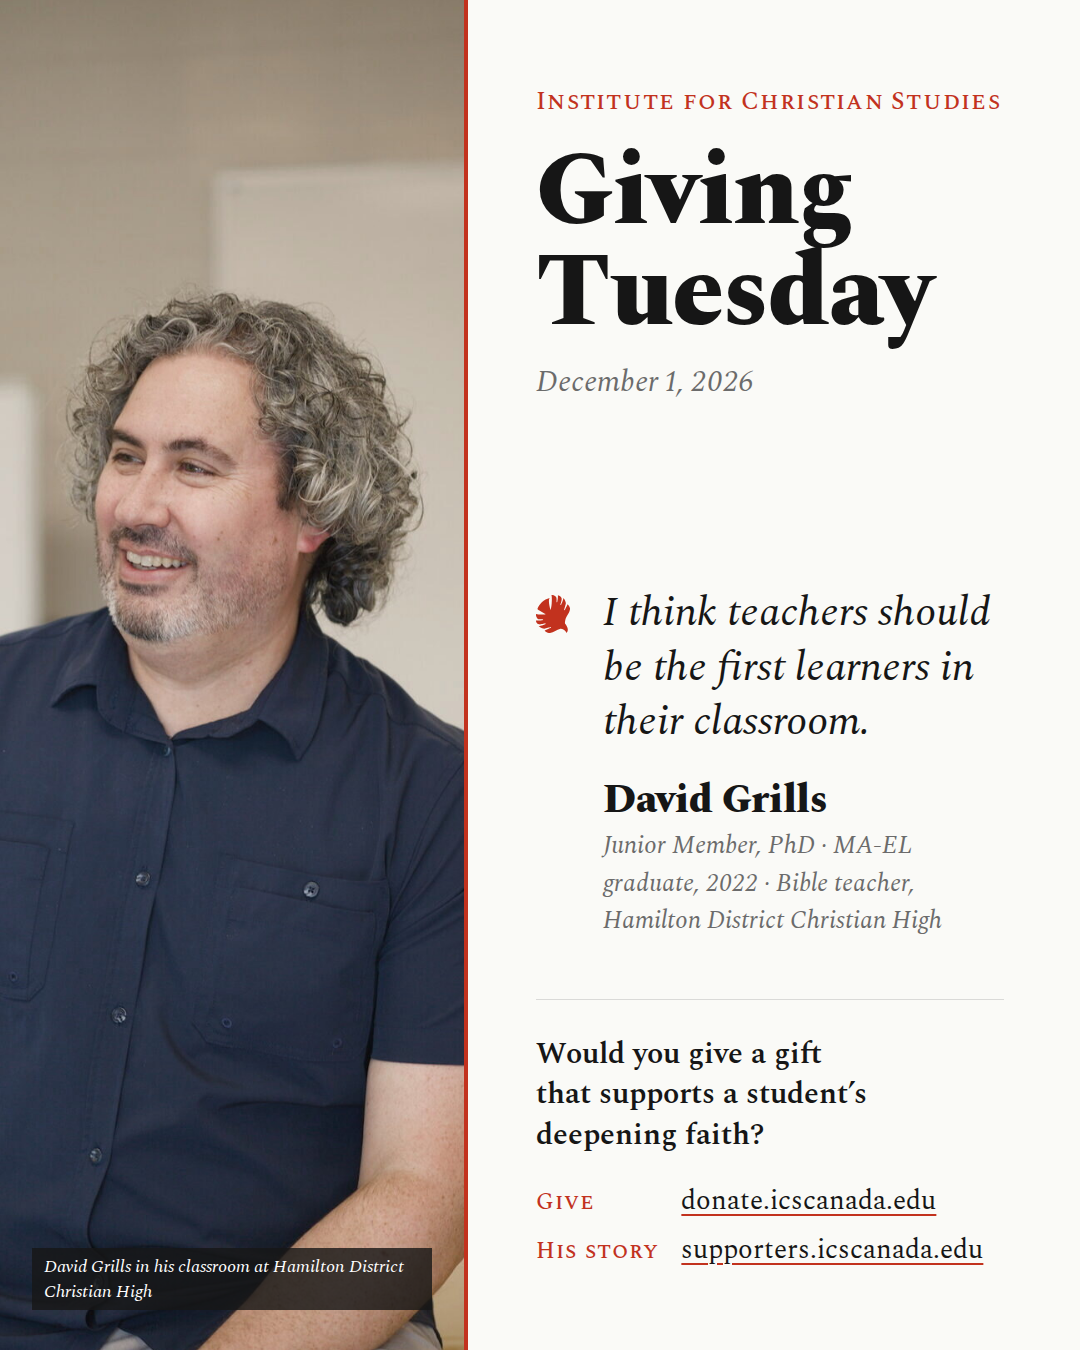 Institute for Christian Studies
Giving
Tuesday
December 1, 2026
I think teachers should
be the first learners in
their classroom.
David Grills
Junior Member, PhD · MA-EL
graduate, 2022 · Bible teacher,
Hamilton District Christian High
Would you give a gift
that supports a student’s
deepening faith?
Give donate.icscanada.edu
His story supporters.icscanada.edu
David Grills in his classroom at Hamilton District
Christian High